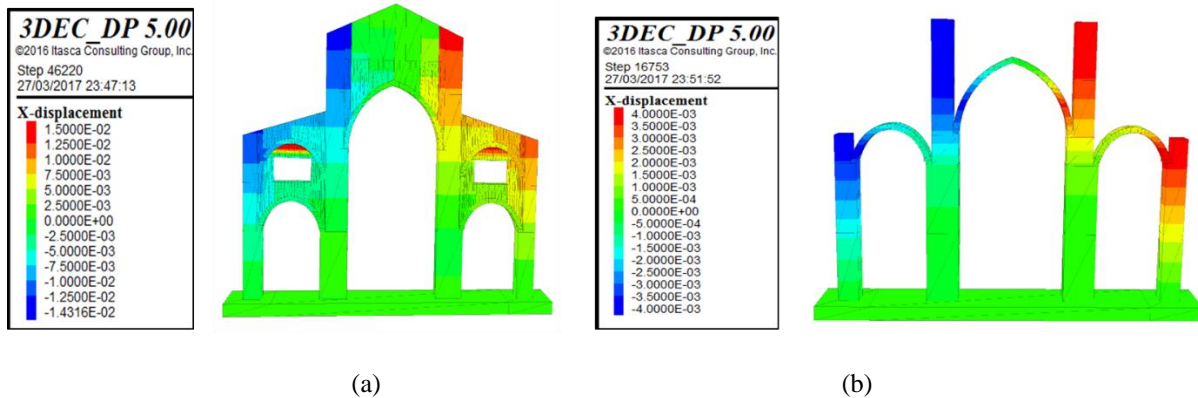 3DEC_DP 5.00
©2016 Itasca Consulting Group, Inc.
Step 46220
27/03/2017 23:47:13
X-displacement
1.5000E-02
1.2500E-02
1.0000E-02
7.5000E-03
5.0000E-03
2.5000E-03
0.0000E+00
-2.5000E-03
-5.0000E-03
-7.5000E-03
-1.0000E-02
-1.2500E-02
-1.4316E-02
(a)
3DEC_DP 5.00
©2016 Itasca Consulting Group, Inc.
Step 16753
27/03/2017 23:51:52
X-displacement
4.0000E-03
3.5000E-03
3.0000E-03
2.5000E-03
2.0000E-03
1.5000E-03
1.0000E-03
5.0000E-04
0.0000E+00
-5.0000E-04
-1.0000E-03
-1.5000E-03
-2.0000E-03
-2.5000E-03
-3.0000E-03
-3.5000E-03
-4.0000E-03
(b)